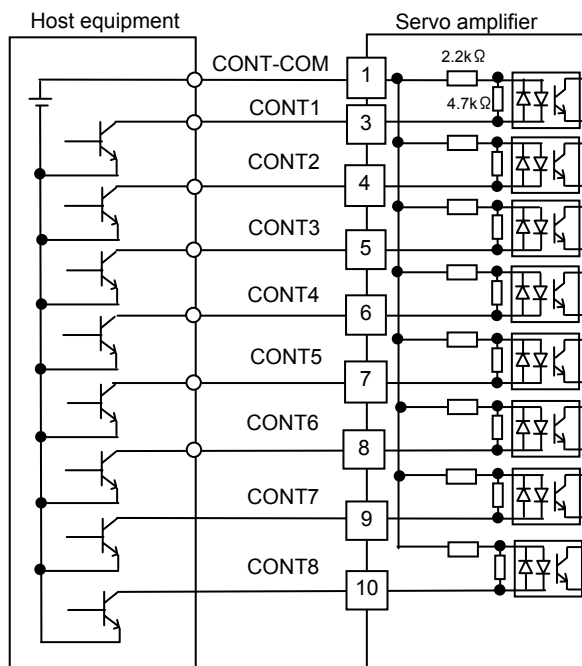 Host equipment
Servo amplifier
CONT-COM
1
2.2kΩ
4.7kΩ
CONT1
3
CONT2
4
CONT3
5
CONT4
6
CONT5
7
CONT6
8
CONT7
9
CONT8
10